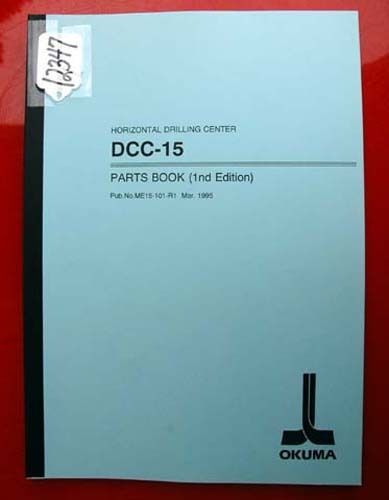 12347
HORIZONTAL DRILLING CENTER
DCC-15
PARTS BOOK (1nd Edition)
Pub.No.ME15-101-R1 Mar. 1995
OKUMA